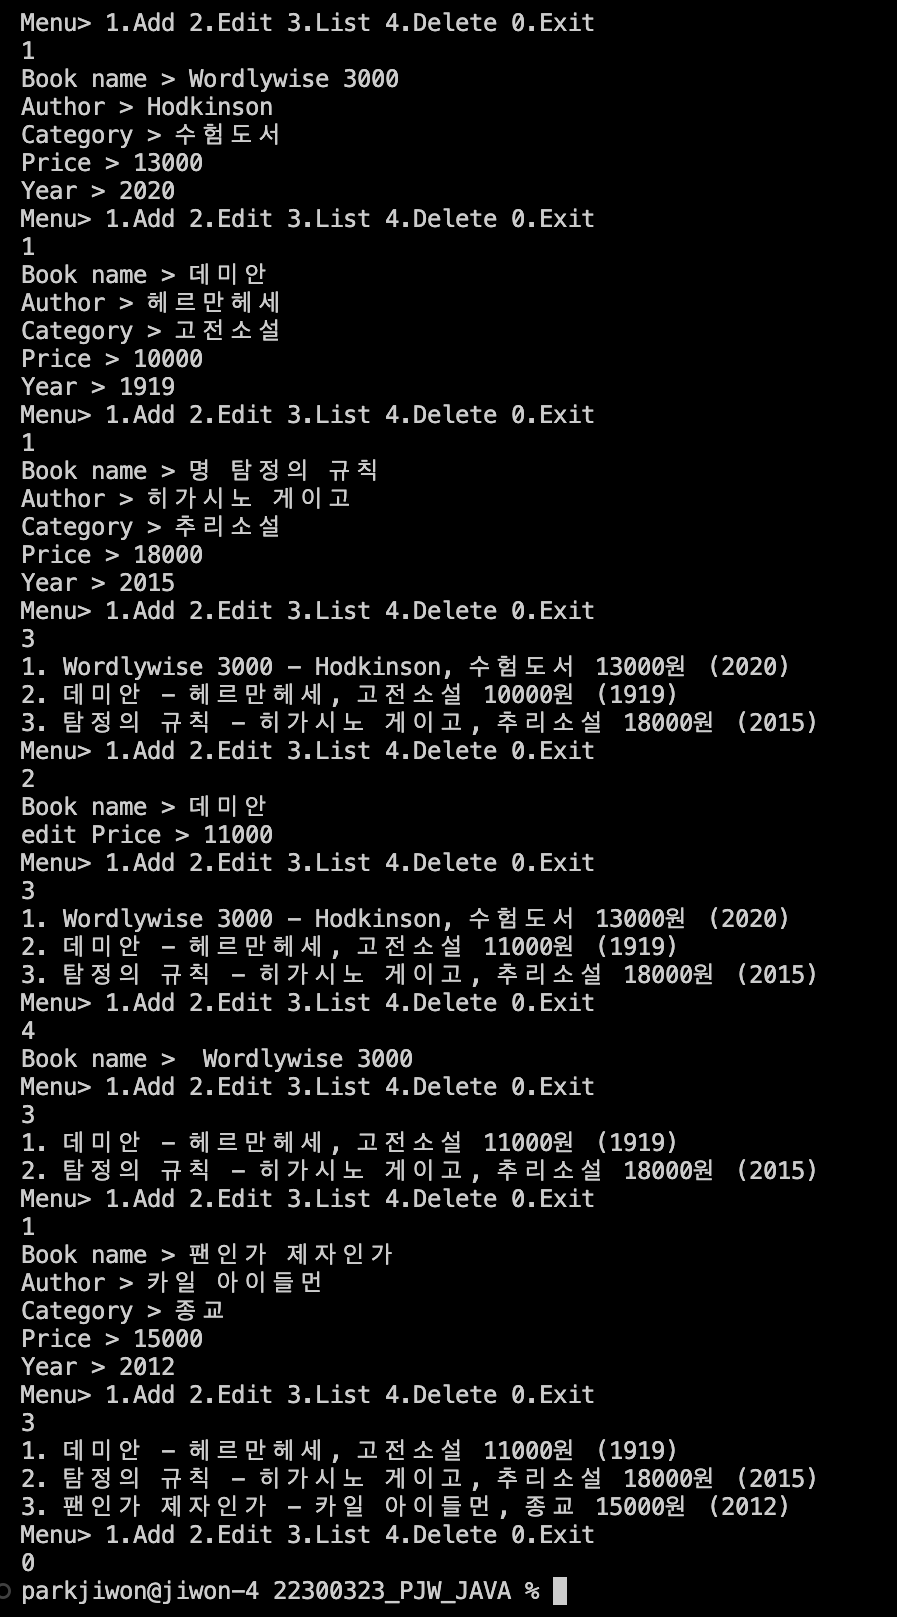 Menu> 1.Add 2.Edit 3.List 4.Delete 0.Exit
1
Book name > Wordlywise 3000
Author > Hodkinson
Category > 수험도서
Price > 13000
Year > 2020
Menu> 1.Add 2.Edit 3.List 4.Delete 0.Exit
1
Book name > 데미안
Author > 헤르만헤세
Category > 고전소설
Price > 10000
Year > 1919
Menu> 1.Add 2.Edit 3.List 4.Delete 0.Exit
1
Book name > 명 탐정의 규칙
Author > 히가시노 게이고
Category > 추리소설
Price > 18000
Year > 2015
Menu> 1.Add 2.Edit 3.List 4.Delete 0.Exit
3
1. Wordlywise 3000 - Hodkinson, 수험도서 13000원 (2020)
2. 데미안 - 헤르만헤세, 고전소설 10000원 (1919)
3. 탐정의 규칙 - 히가시노 게이고, 추리소설 18000원 (2015)
Menu> 1.Add 2.Edit 3.List 4.Delete 0.Exit
2
Book name > 데미안
edit Price > 11000
Menu> 1.Add 2.Edit 3.List 4.Delete 0.Exit
3
1. Wordlywise 3000 - Hodkinson, 수험도서 13000원 (2020)
2. 데미안 - 헤르만헤세, 고전소설 11000원 (1919)
3. 탐정의 규칙 - 히가시노 게이고, 추리소설 18000원 (2015)
Menu> 1.Add 2.Edit 3.List 4.Delete 0.Exit
4
Book name >  Wordlywise 3000
Menu> 1.Add 2.Edit 3.List 4.Delete 0.Exit
3
1. 데미안 - 헤르만헤세, 고전소설 11000원 (1919)
2. 탐정의 규칙 - 히가시노 게이고, 추리소설 18000원 (2015)
Menu> 1.Add 2.Edit 3.List 4.Delete 0.Exit
1
Book name > 팬인가 제자인가
Author > 카일 아이들먼
Category > 종교
Price > 15000
Year > 2012
Menu> 1.Add 2.Edit 3.List 4.Delete 0.Exit
3
1. 데미안 - 헤르만헤세, 고전소설 11000원 (1919)
2. 탐정의 규칙 - 히가시노 게이고, 추리소설 18000원 (2015)
3. 팬인가 제자인가 - 카일 아이들먼, 종교 15000원 (2012)
Menu> 1.Add 2.Edit 3.List 4.Delete 0.Exit
0
parkjiwon@jiwon-4 22300323_PJW_JAVA %